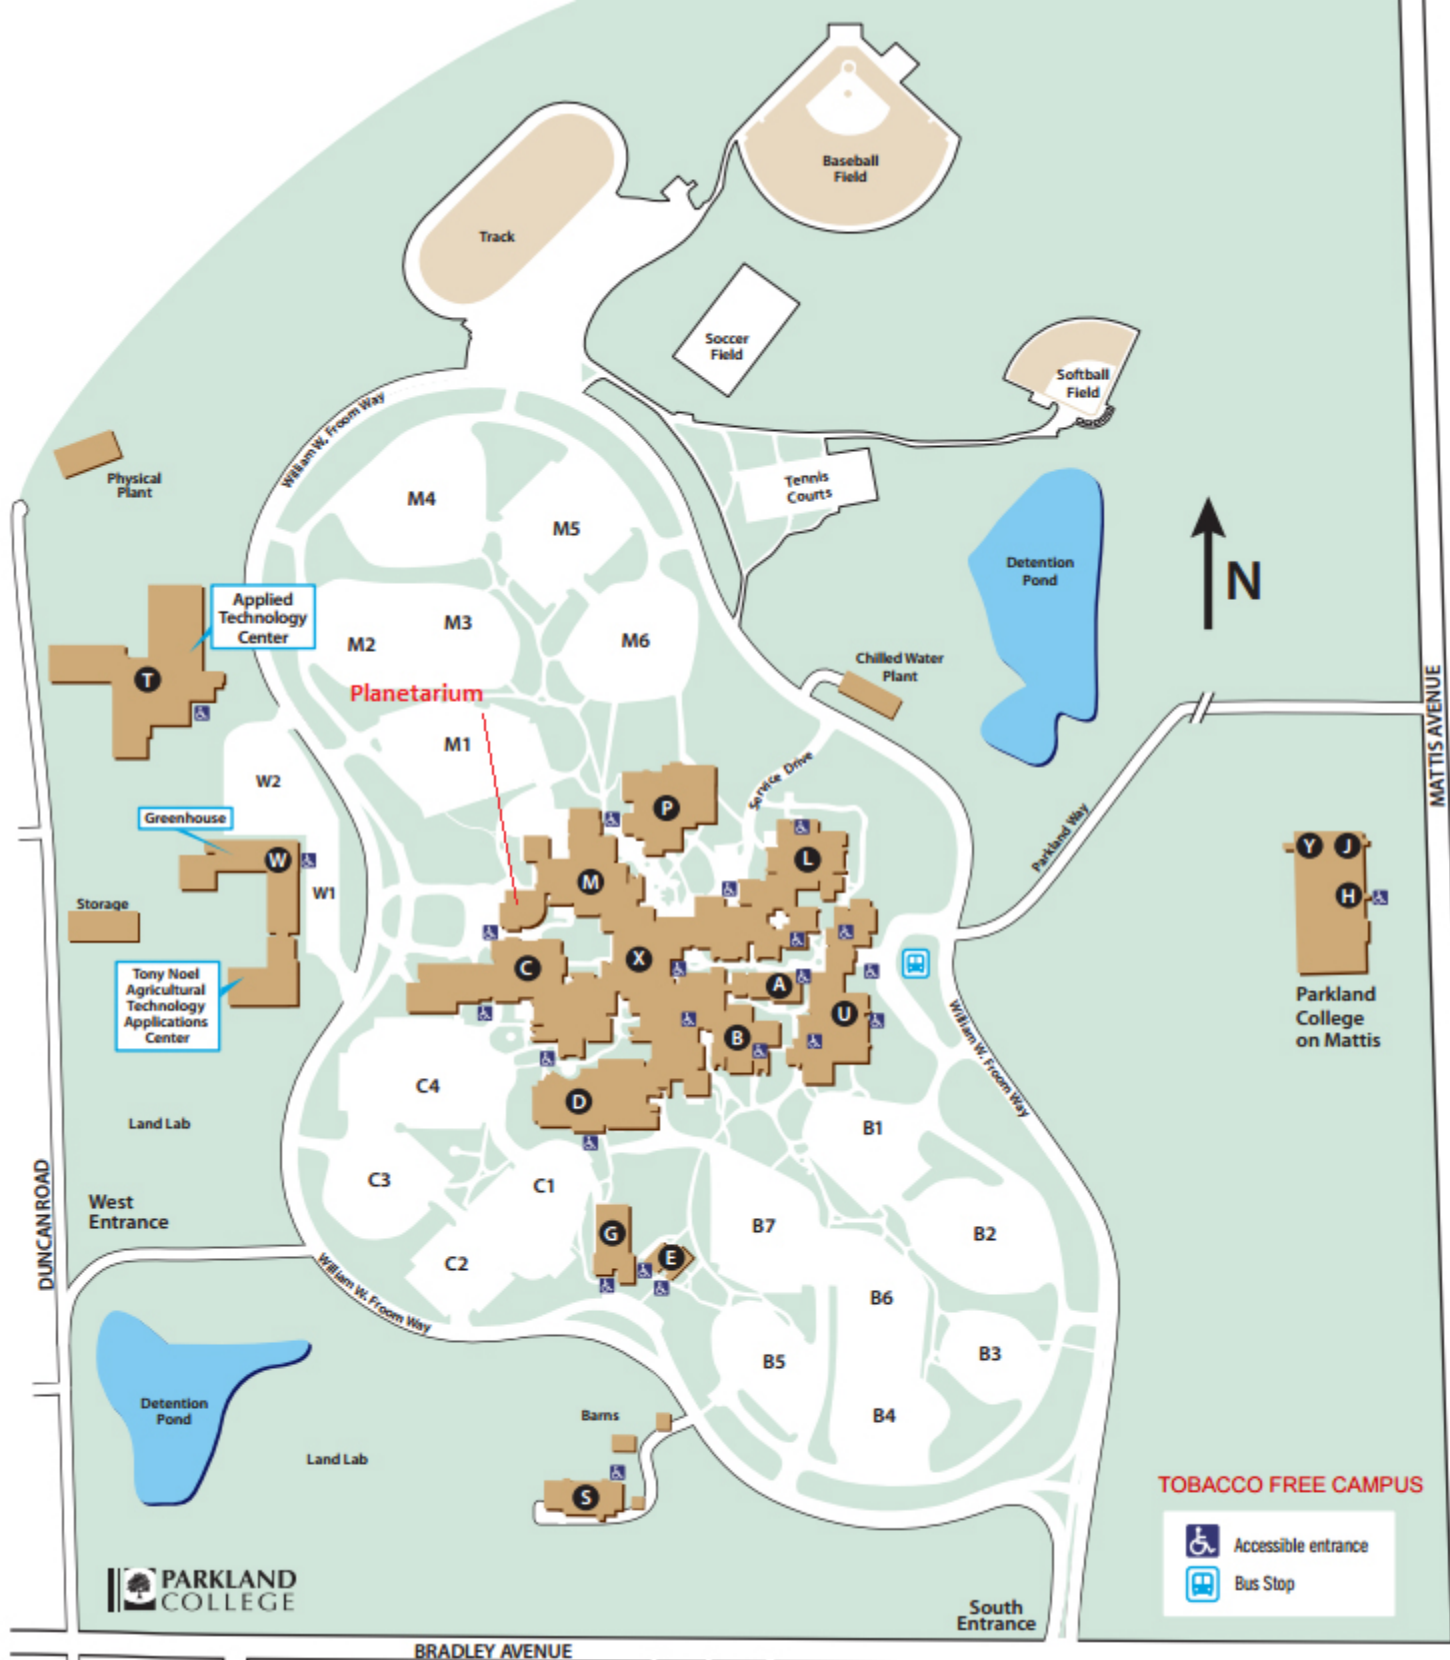 Baseball
Field
Track
Soccer
Field
Softball
Field
William W. Froom Way
Physical
Plant
M4
Tennis
Courts
M5
Detention
Pond
N
Applied
Technology
Center
M3
M2
M6
T
Chilled Water
Plant
Planetarium
MATTIS AVENUE
M1
W2
Service Drive
P
Greenhouse
Parkland Way
W
L
Y
J
M
W1
H
Storage
X
C
Tony Noel
Agricultural
Technology
Applications
Center
A
U
Parkland
College
on Mattis
B
William W. Froom Way
C4
D
Land Lab
B1
C3
C1
DUNCAN ROAD
West
Entrance
B7
G
B2
E
C2
William W. Froom Way
B6
B5
B3
Detention
Pond
Barns
B4
Land Lab
TOBACCO FREE CAMPUS
S
Accessible entrance
Bus Stop
PARKLAND
COLLEGE
South
Entrance
BRADLEY AVENUE